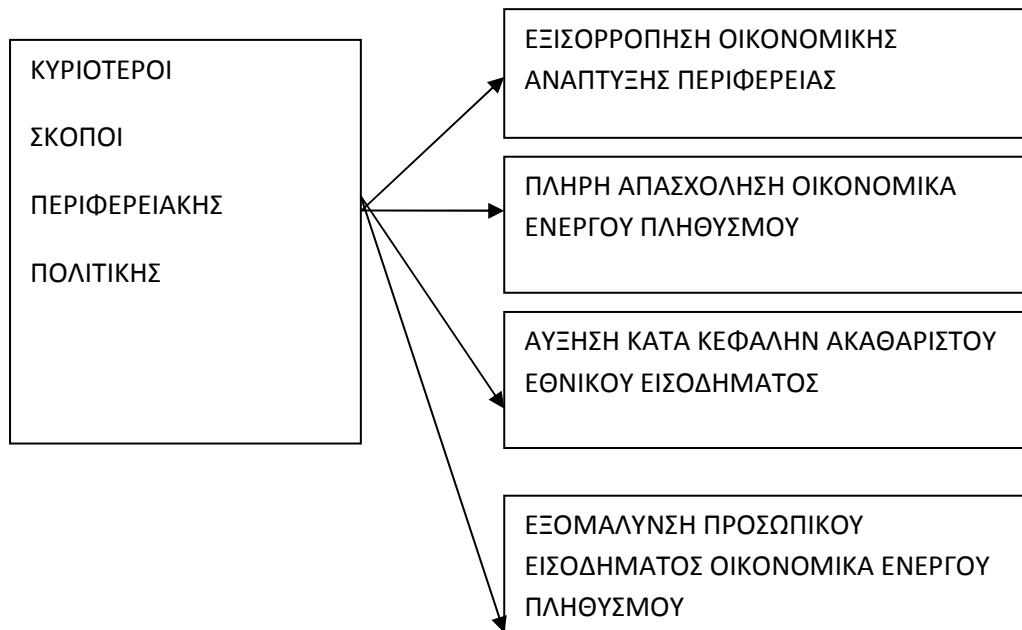 ΚΥΡΙΟΤΕΡΟΙ
ΣΚΟΠΟΙ
ΠΕΡΙΦΕΡΕΙΑΚΗΣ
ΠΟΛΙΤΙΚΗΣ
ΕΞΙΣΟΡΡΟΠΗΣΗ ΟΙΚΟΝΟΜΙΚΗΣ
ΑΝΑΠΤΥΞΗΣ ΠΕΡΙΦΕΡΕΙΑΣ
ΠΛΗΡΗ ΑΠΑΣΧΟΛΗΣΗ ΟΙΚΟΝΟΜΙΚΑ
ΕΝΕΡΓΟΥ ΠΛΗΘΥΣΜΟΥ
ΑΥΞΗΣΗ ΚΑΤΑ ΚΕΦΑΛΗΝ ΑΚΑΘΑΡΙΣΤΟΥ
ΕΘΝΙΚΟΥ ΕΙΣΟΔΗΜΑΤΟΣ
ΕΞΟΜΑΛΥΝΣΗ ΠΡΟΣΩΠΙΚΟΥ
ΕΙΣΟΔΗΜΑΤΟΣ ΟΙΚΟΝΟΜΙΚΑ ΕΝΕΡΓΟΥ
ΠΛΗΘΥΣΜΟΥ